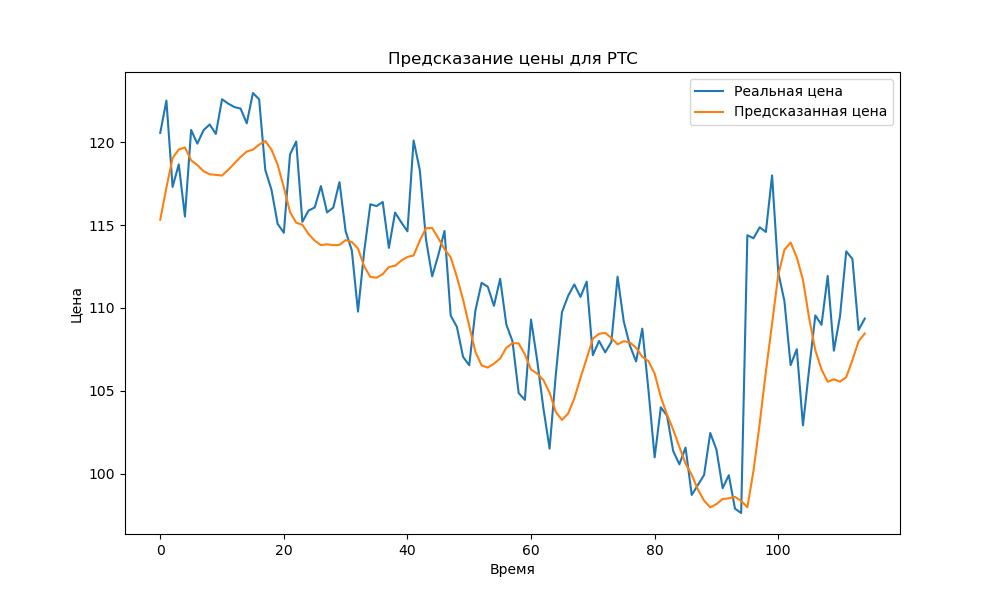 Предсказание цены для РТС
Реальная цена
Предсказанная цена
Цена
120
115
110
105
100
0 20 40 60 80 100
Время